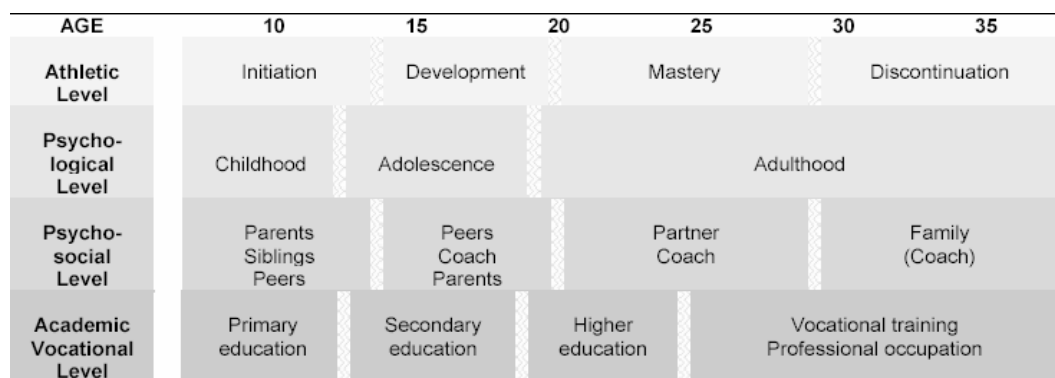 AGE 10 15 20 25 30 35
Athletic Level Initiation Development Mastery Discontinuation
Psycho-
logical
Level
Childhood Adolescence Adulthood
Psycho-
social
Level
Parents
Siblings
Peers
Peers
Coach
Parents
Partner
Coach
Family
(Coach)
Academic
Vocational
Level
Primary
education
Secondary
education
Higher
education
Vocational training
Professional occupation